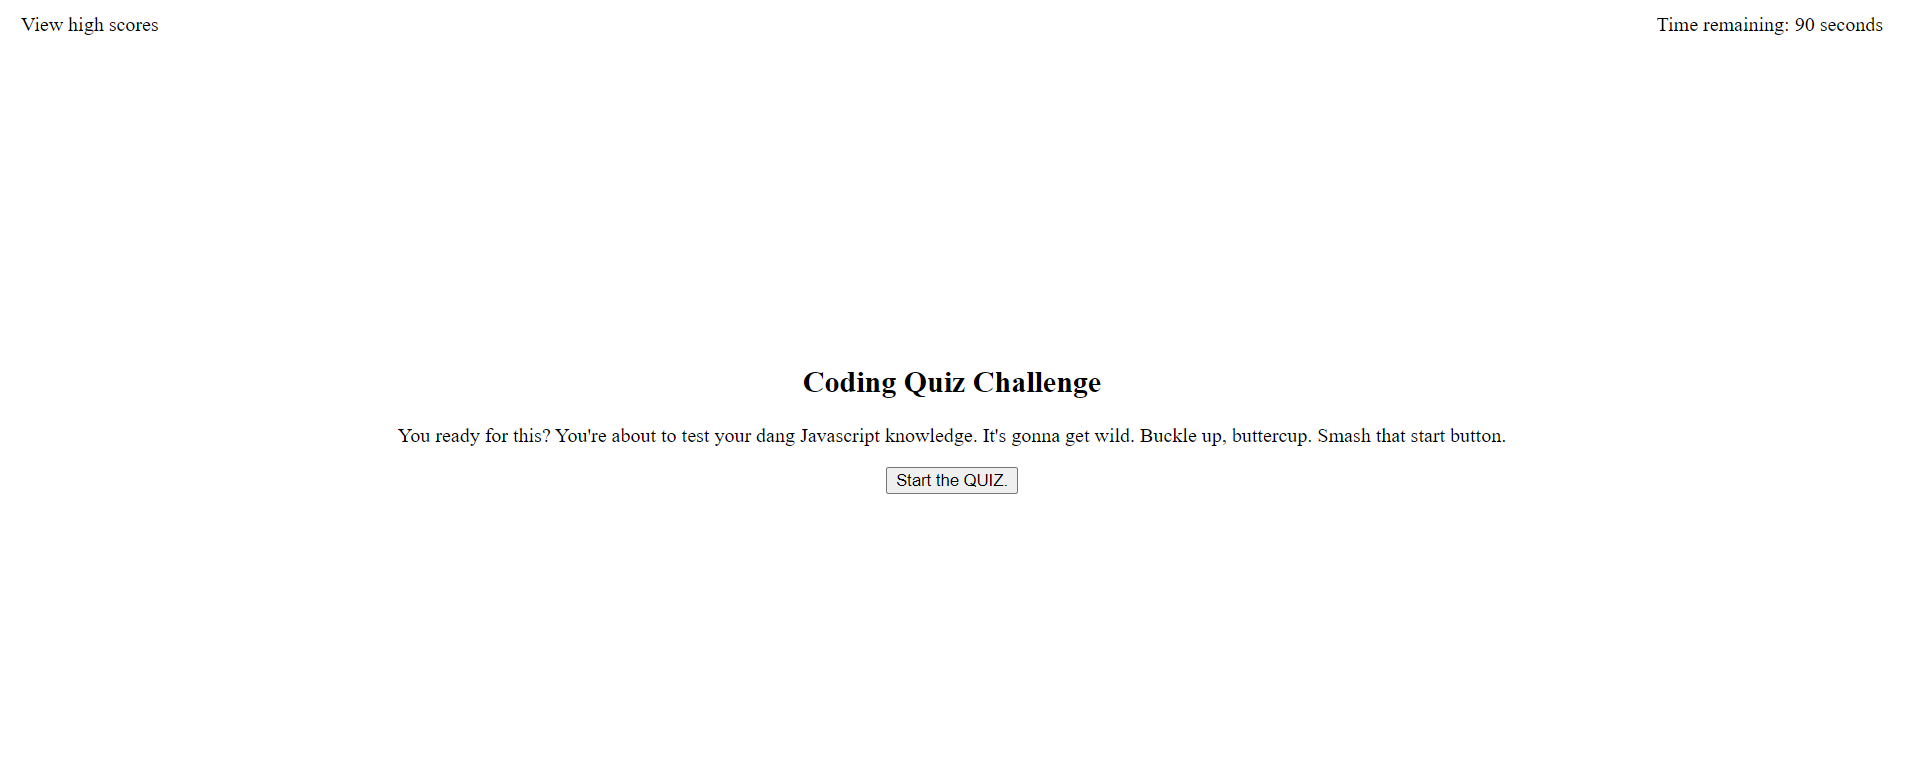 View high scores
Time remaining: 90 seconds
Coding Quiz Challenge
You ready for this? You're about to test your dang Javascript knowledge. It's gonna get wild. Buckle up, buttercup. Smash that start button.
Start the QUIZ.